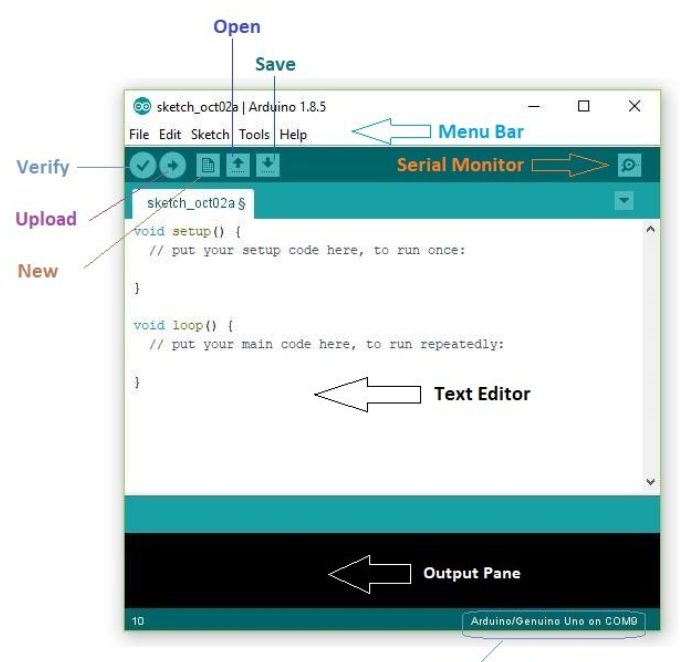 Open
Save
sketch_oct02a | Arduino 1.8.5
File Edit Sketch Tools Help
Menu Bar
Verify
Serial Monitor
Upload
sketch_oct02a §
New
void setup() {
// put your setup code here, to run once:
}
void loop() {
// put your main code here, to run repeatedly:
}
Text Editor
Output Pane
10
Arduino/Genuino Uno on COM9